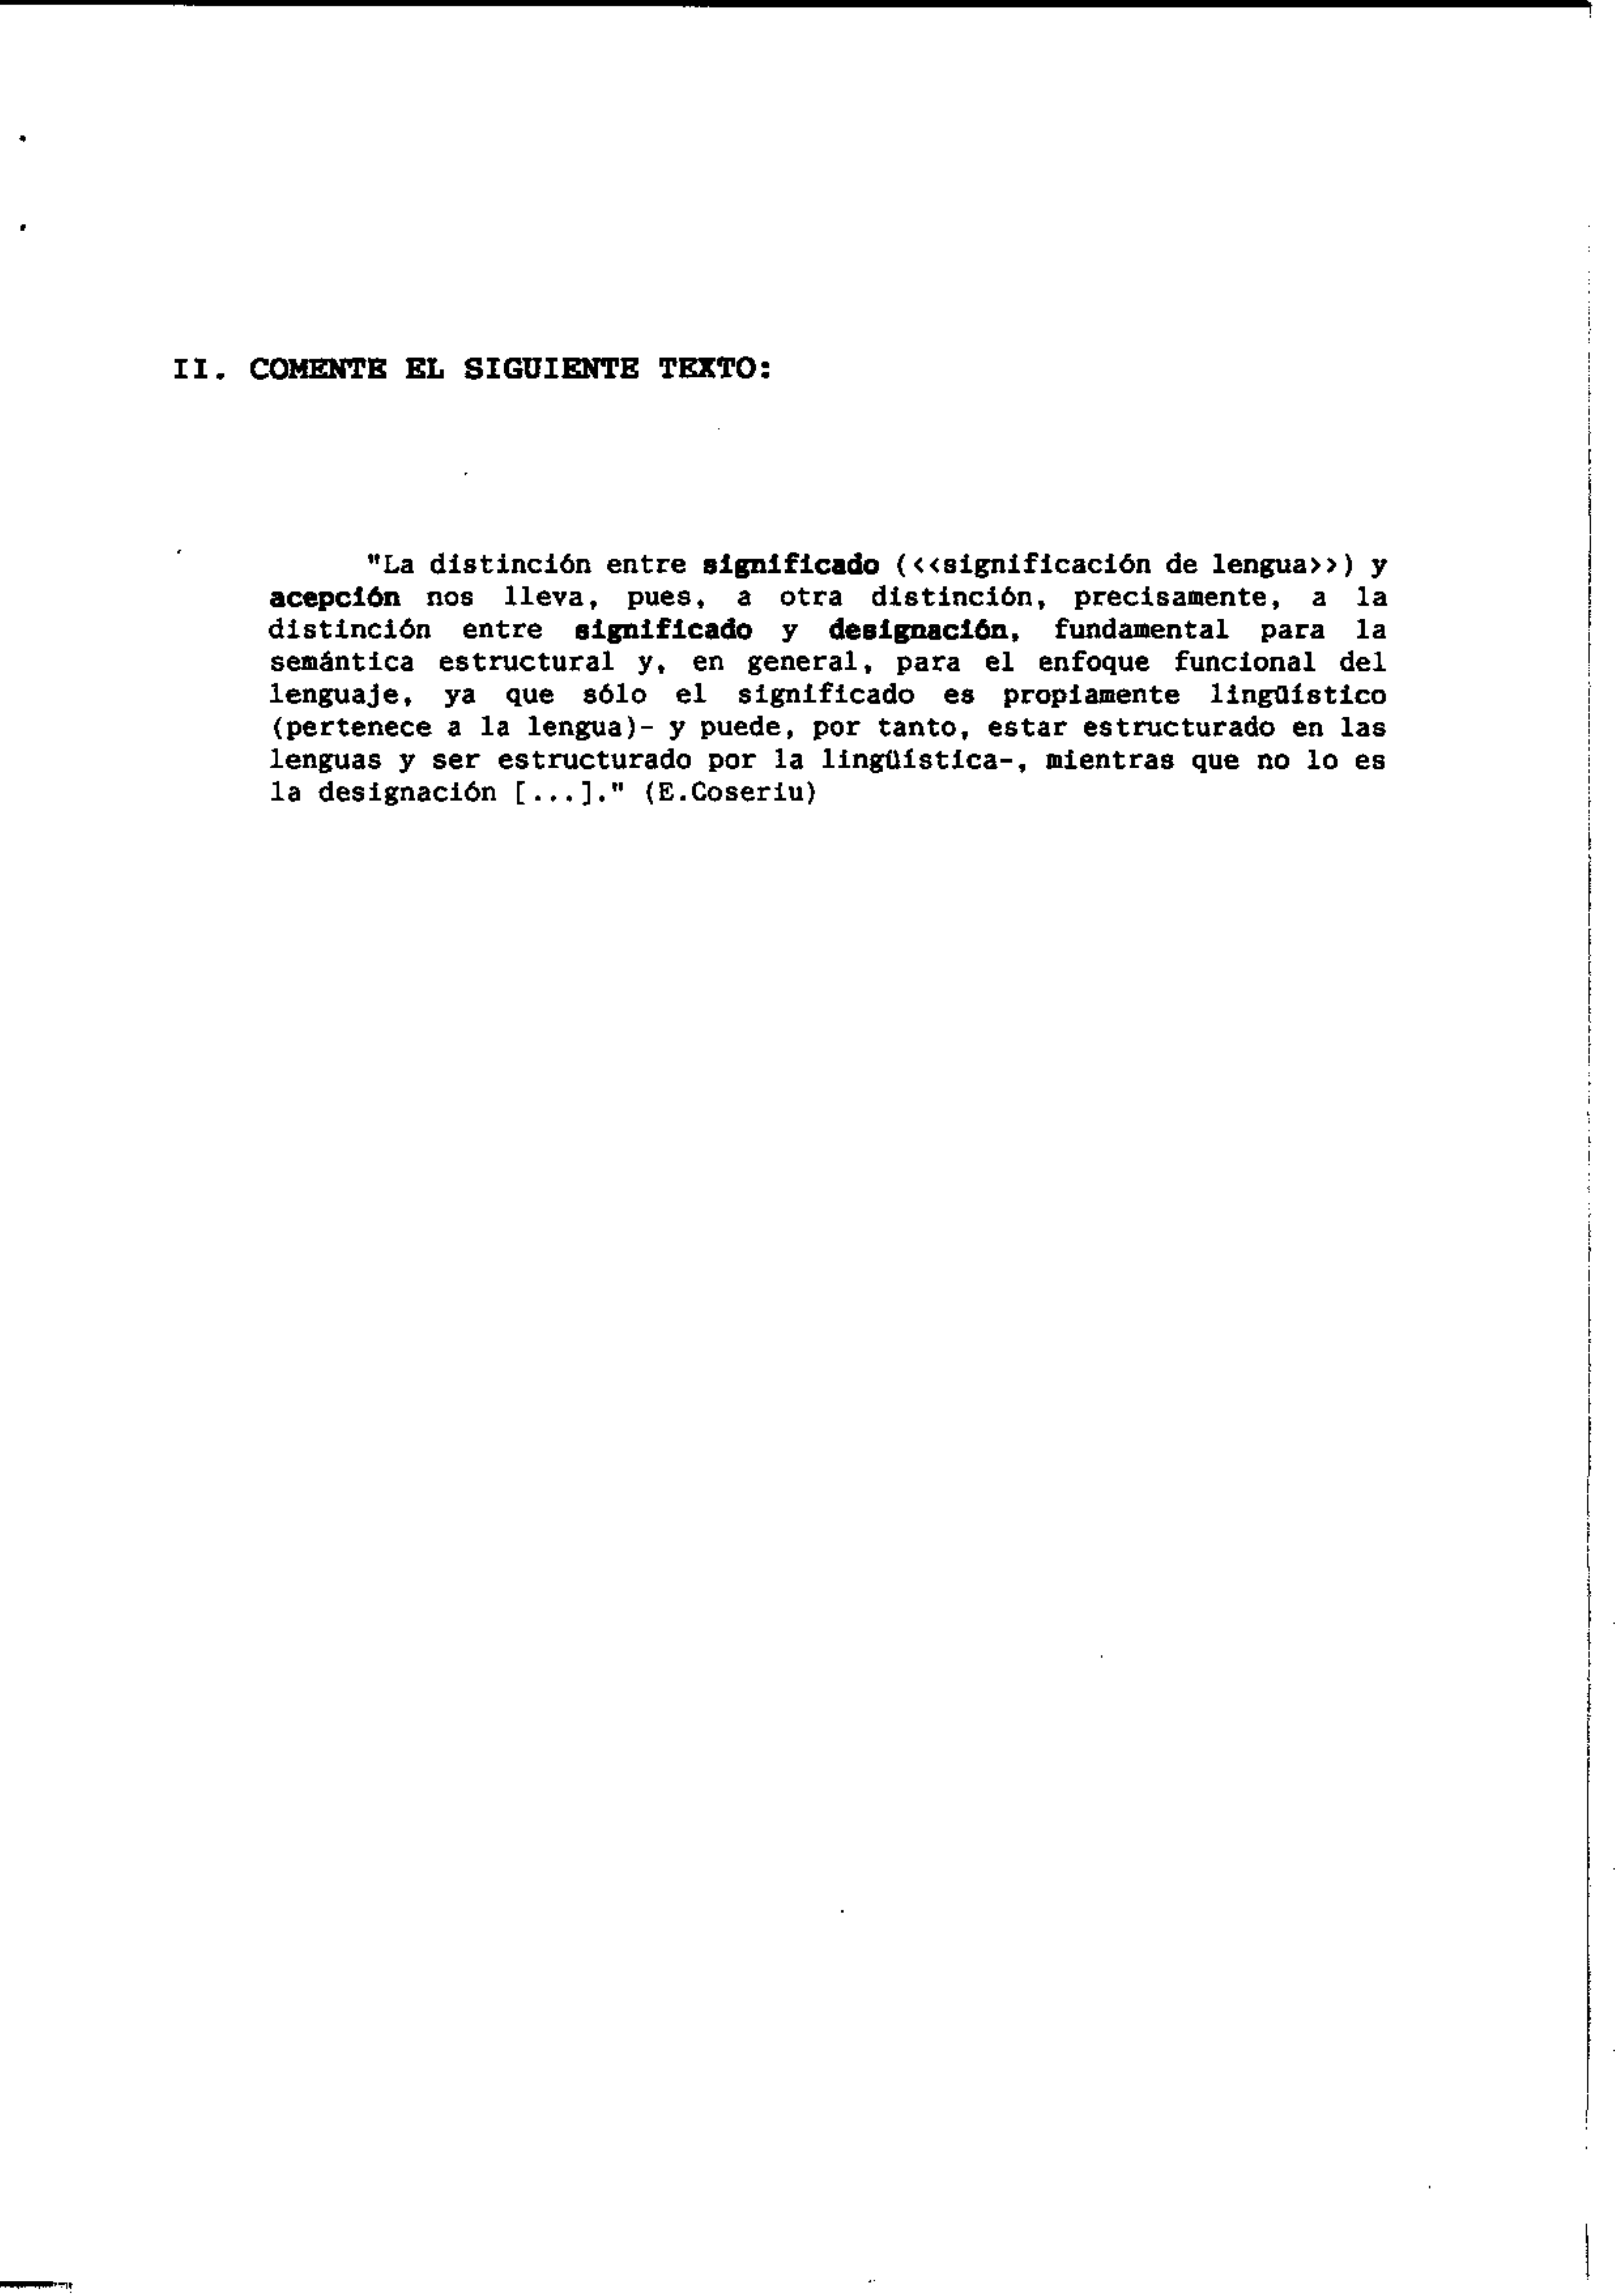 II. COMENTE EL SIGUIENTE TEXTO:
"La distinción entre significado (<<significación de lengua>>) y
acepción nos lleva, pues, a otra distinción, precisamente, a la
distinción entre significado y designación, fundamental para la
semántica estructural y, en general, para el enfoque funcional del
lenguaje, ya que sólo el significado es propiamente lingüístico
(pertenece a la lengua)- y puede, por tanto, estar estructurado en las
lenguas y ser estructurado por la lingüística-, mientras que no lo es
la designación [...]." (E.Coseriu)